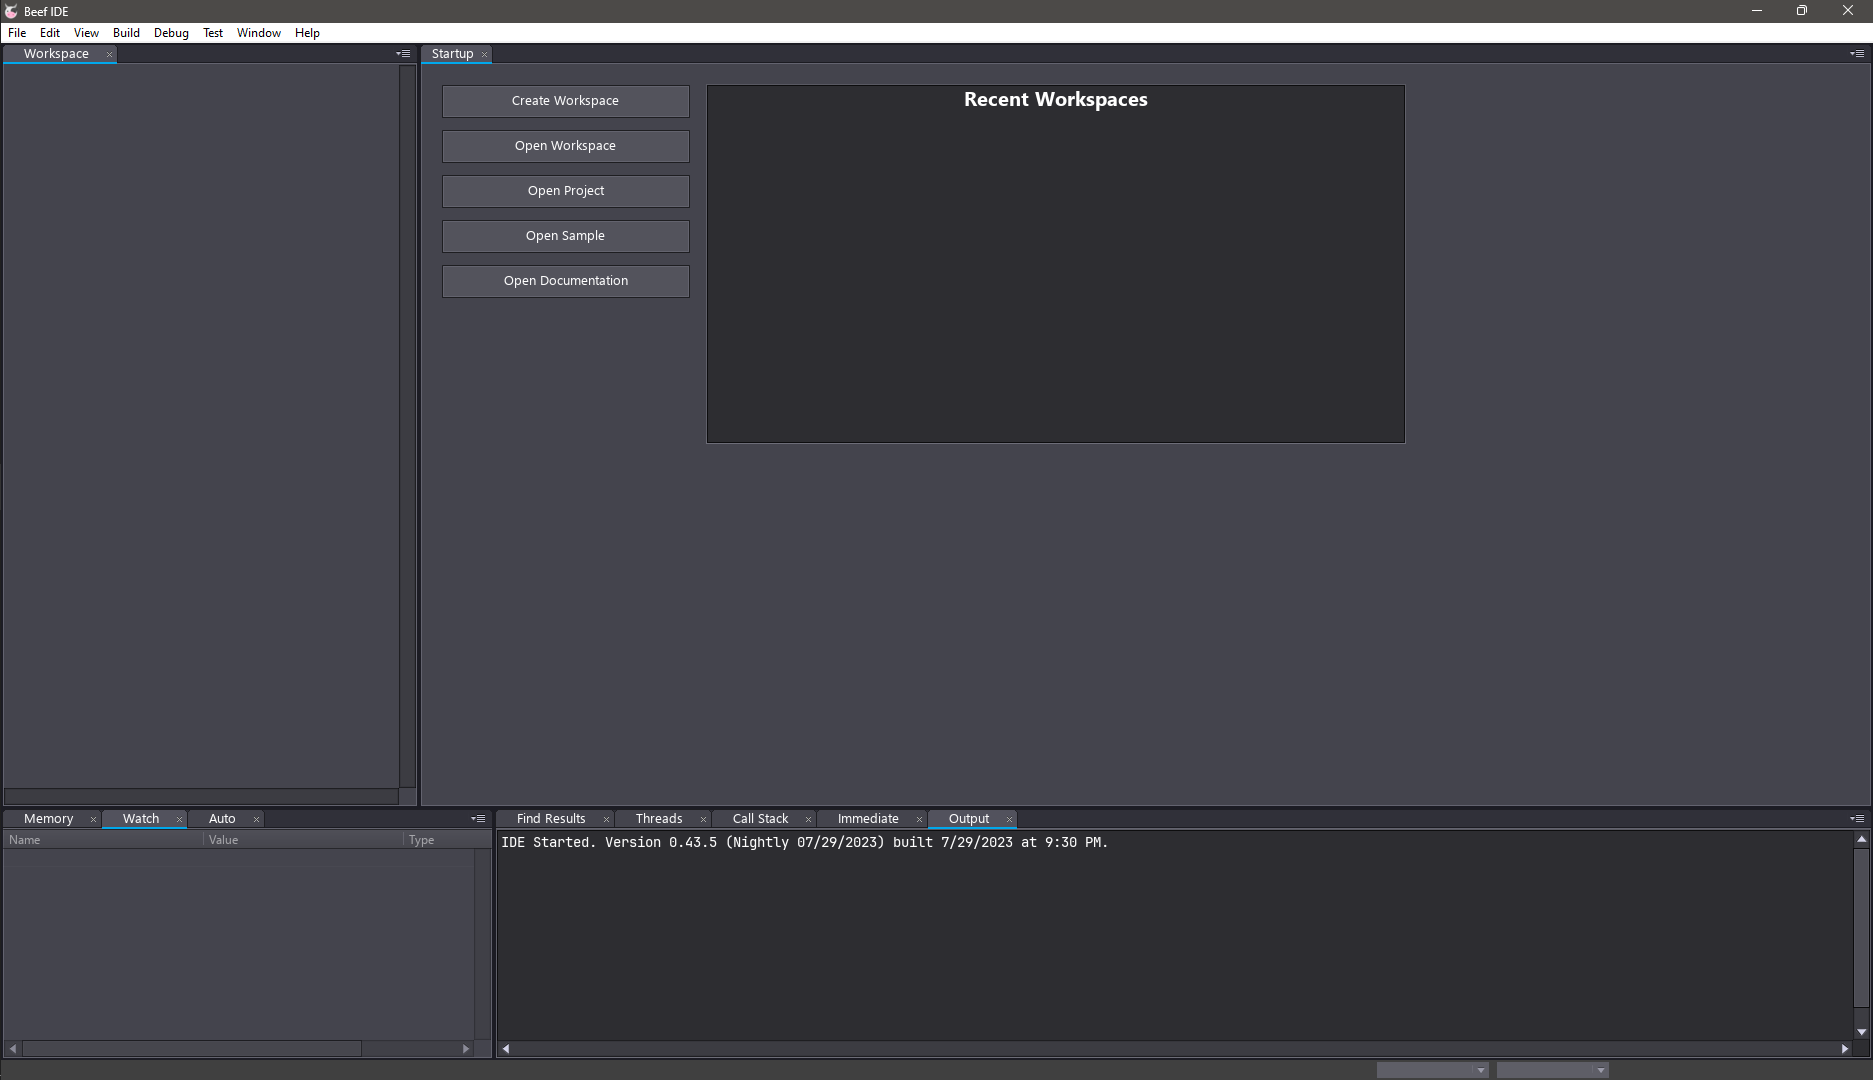 Beef IDE
File Edit View Build Debug Test Window Help
Workspace
Startup
Create Workspace
Open Workspace
Open Project
Open Sample
Open Documentation
Recent Workspaces
Memory Watch Auto
Name Value Type
Find Results Threads Call Stack Immediate Output
IDE Started. Version 0.43.5 (Nightly 07/29/2023) built 7/29/2023 at 9:30 PM.